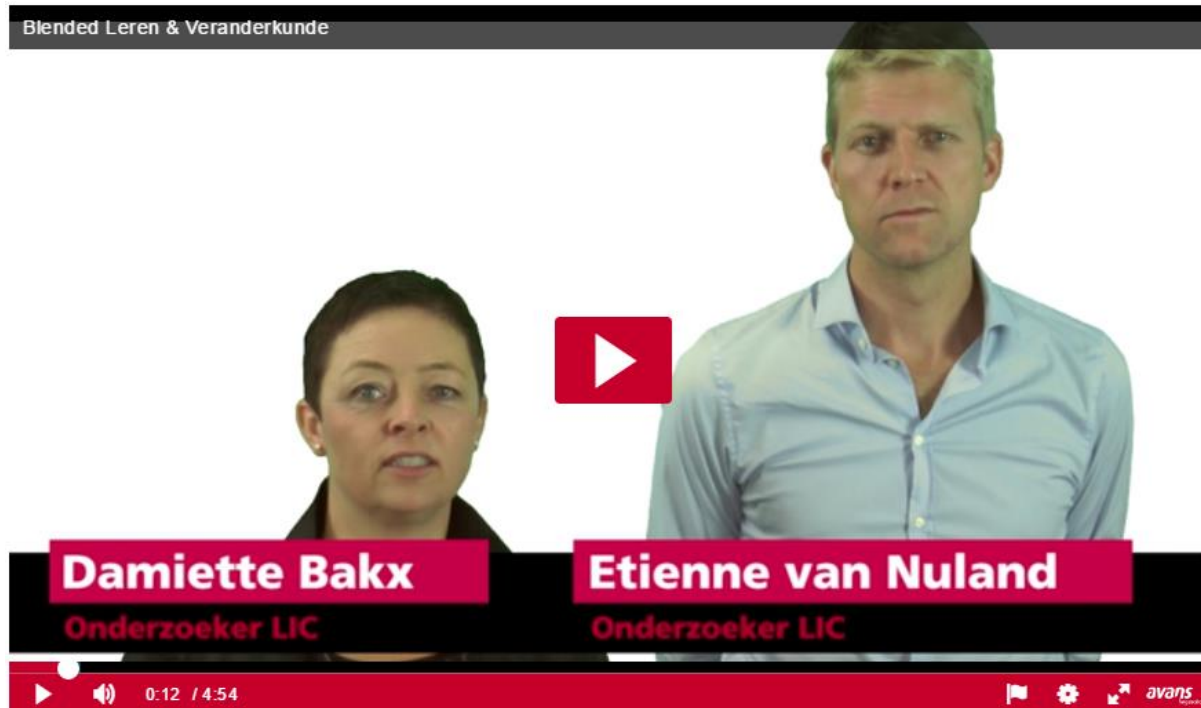 Blended Leren & Veranderkunde
Damiette Bakx
Etienne van Nuland
Onderzoeker LIC
Onderzoeker LIC
0:12 / 4:54
avans